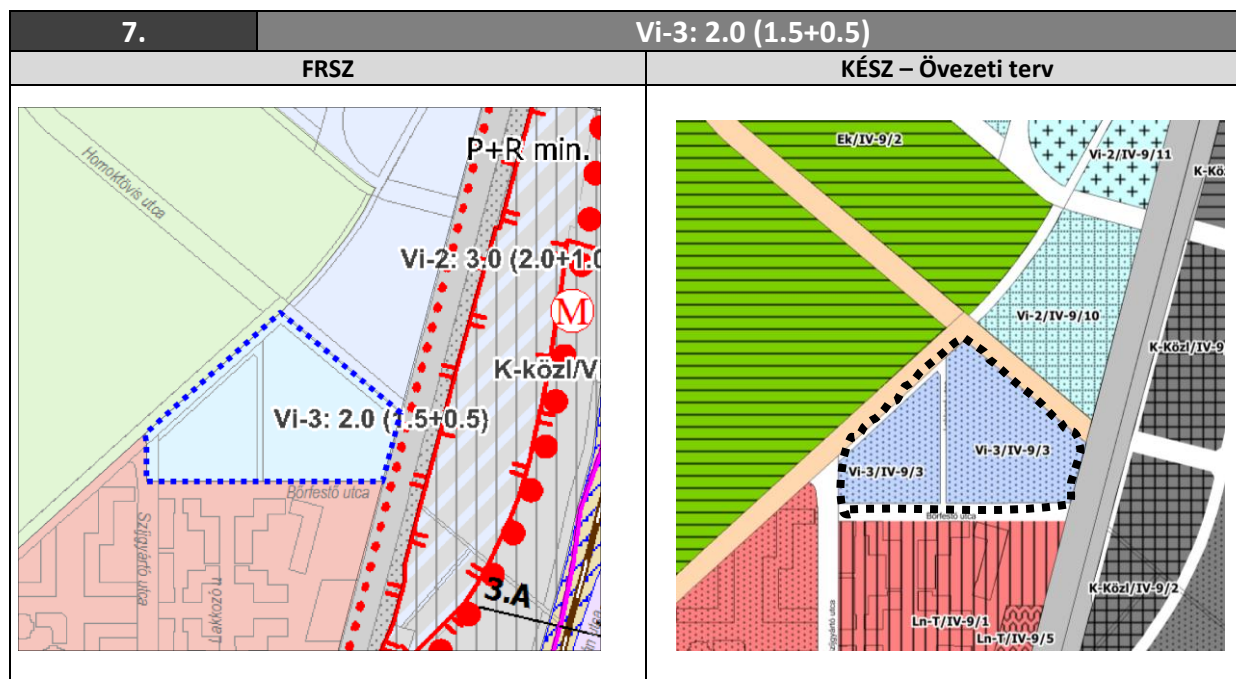 7.
Vi-3: 2.0 (1.5+0.5)
FRSZ
KÉSZ – Övezeti terv
P+R min.
Homoktövis utca
Vi-2: 3.0 (2.0+1.0
M
K-közl/V
Vi-3: 2.0 (1.5+0.5)
Bőrfestő utca
Szíjgyártó utca
Lakkozó u
3.A
Ek/IV-9/2
Vi-2/IV-9/11
K-Kö
Vi-2/IV-9/10
K-Közl/IV-9
Vi-3/IV-9/3
Vi-3/IV-9/3
Bőrfestő utca
K-Közl/IV-9/2
Szíjgyártó utca
Ln-T/IV-9/1
Ln-T/IV-9/5